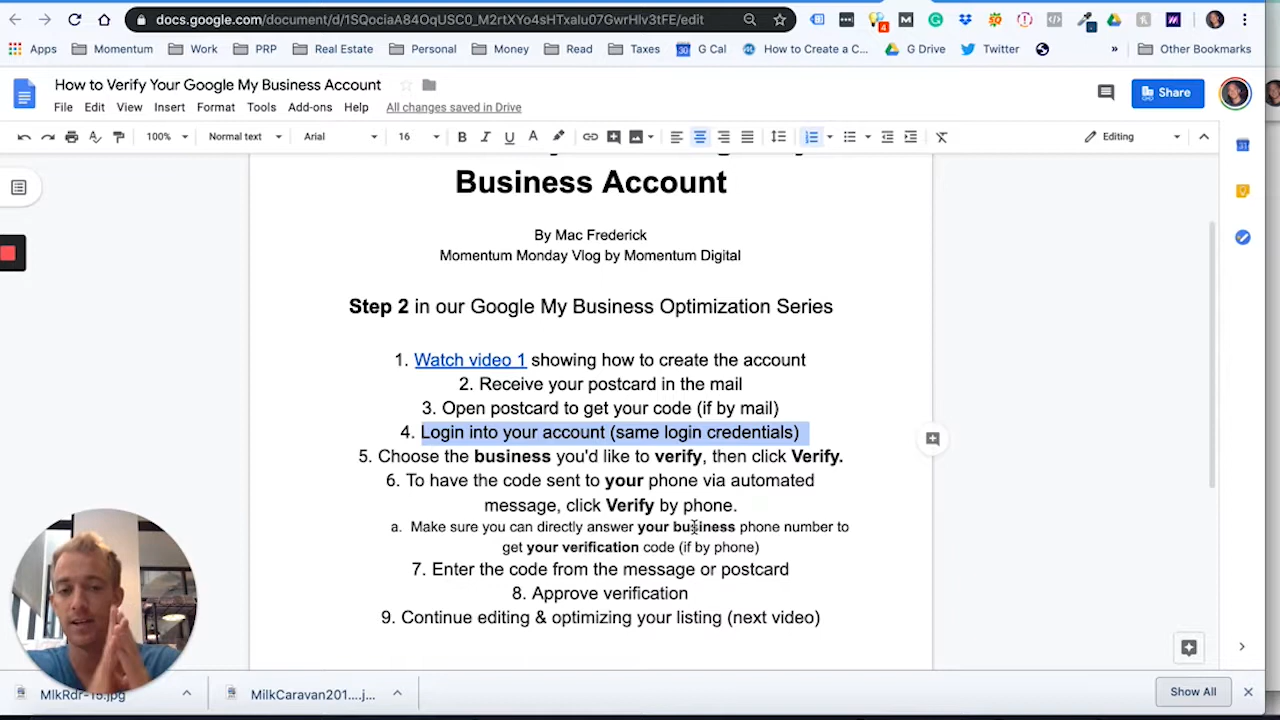 docs.google.com/document/d/1SQociaA84OqUSC0_M2rtXYo4sHTxalu07GwrHlv3tFE/edit
4
Apps Momentum Work PRP Real Estate Personal Money Read Taxes 30 G Cal How to Create a C... G Drive Twitter » Other Bookmarks
How to Verify Your Google My Business Account
File Edit View Insert Format Tools Add-ons Help All changes saved in Drive
Share
100% Normal text Arial 16 B I U A Editing
Business Account
By Mac Frederick
Momentum Monday Vlog by Momentum Digital
Step 2 in our Google My Business Optimization Series
1. Watch video 1 showing how to create the account
2. Receive your postcard in the mail
3. Open postcard to get your code (if by mail)
4. Login into your account (same login credentials)
5. Choose the business you'd like to verify, then click Verify.
6. To have the code sent to your phone via automated
message, click Verify by phone.
a. Make sure you can directly answer your business phone number to
get your verification code (if by phone)
7. Enter the code from the message or postcard
8. Approve verification
9. Continue editing & optimizing your listing (next video)
MlkRdr-15.jpg MilkCaravan201....j... Show All